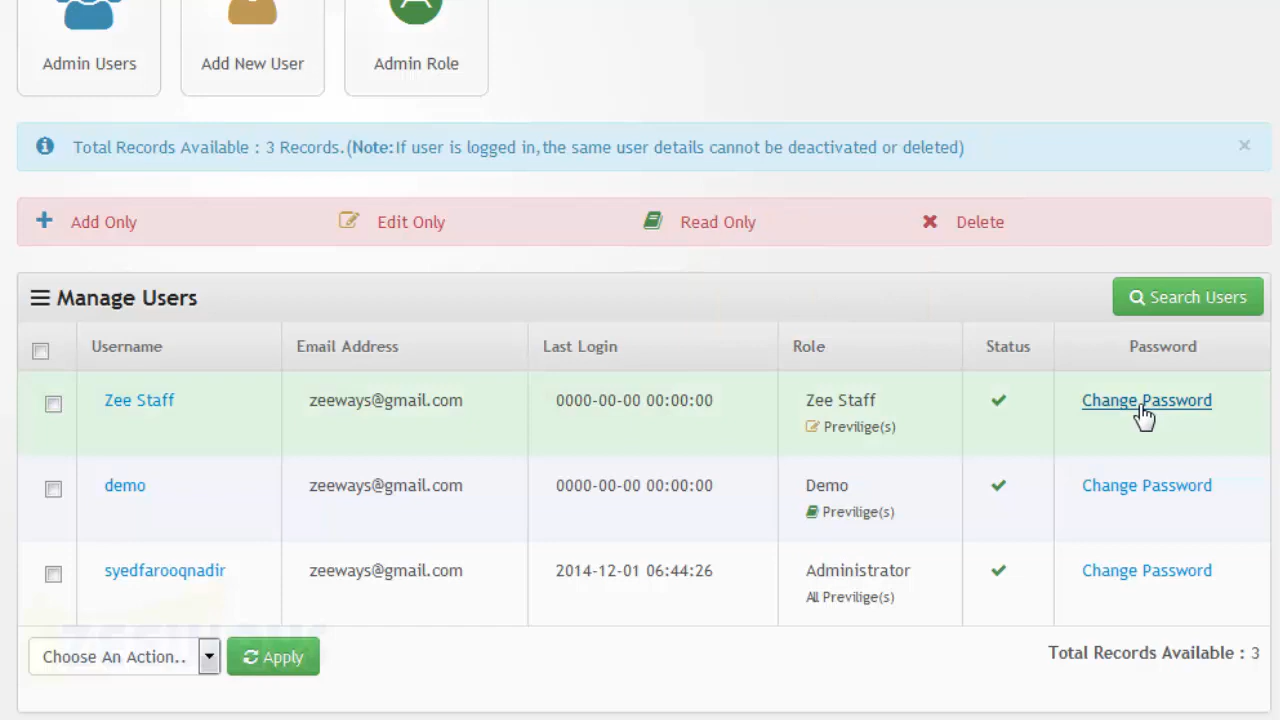 Admin Users
Add New User
Admin Role
Total Records Available : 3 Records.(Note:If user is logged in,the same user details cannot be deactivated or deleted)
×
Add Only
Edit Only
Read Only
Delete
Manage Users
Search Users
Username
Email Address
Last Login
Role
Status
Password
Zee Staff
zeeways@gmail.com
0000-00-00 00:00:00
Zee Staff
Previlige(s)
Change Password
demo
zeeways@gmail.com
0000-00-00 00:00:00
Demo
Previlige(s)
Change Password
syedfarooqnadir
zeeways@gmail.com
2014-12-01 06:44:26
Administrator
All Previlige(s)
Change Password
Choose An Action..
Apply
Total Records Available : 3